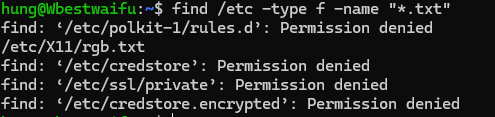 hung@Wbestwaifu:~$ find /etc -type f -name "*.txt"
find: ‘/etc/polkit-1/rules.d’: Permission denied
/etc/X11/rgb.txt
find: ‘/etc/credstore’: Permission denied
find: ‘/etc/ssl/private’: Permission denied
find: ‘/etc/credstore.encrypted’: Permission denied